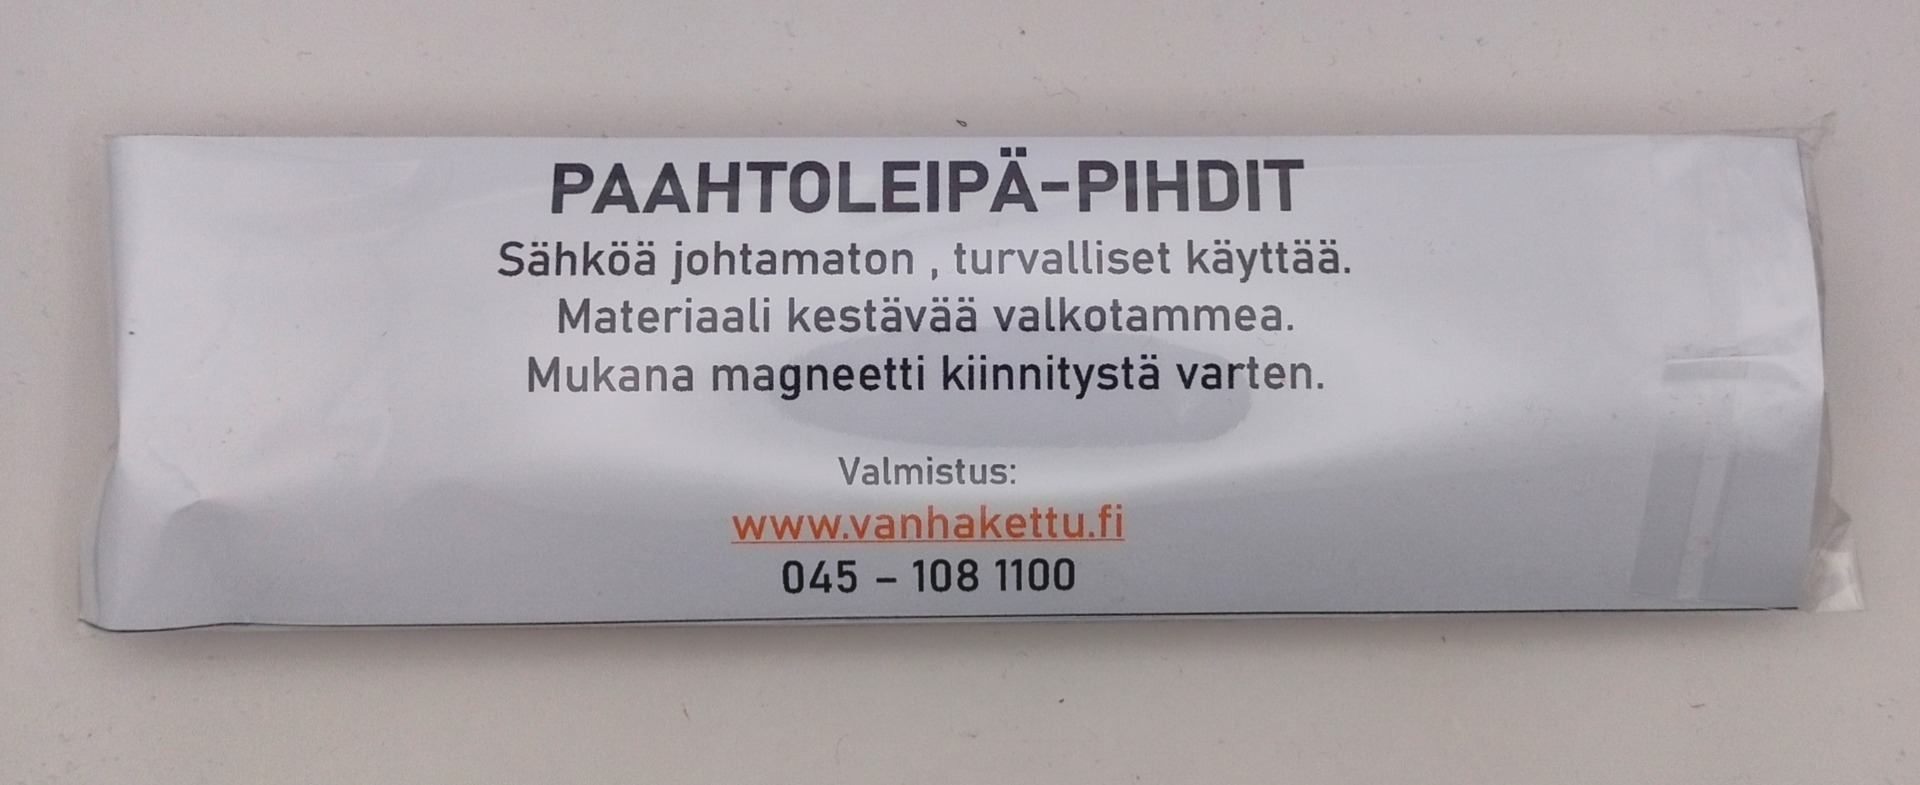 PAAHTOLEIPÄ-PIHDIT
Sähköä johtamaton , turvalliset käyttää.
Materiaali kestävää valkotammea.
Mukana magneetti kiinnitystä varten.
Valmistus:
www.vanhakettu.fi
045 – 108 1100